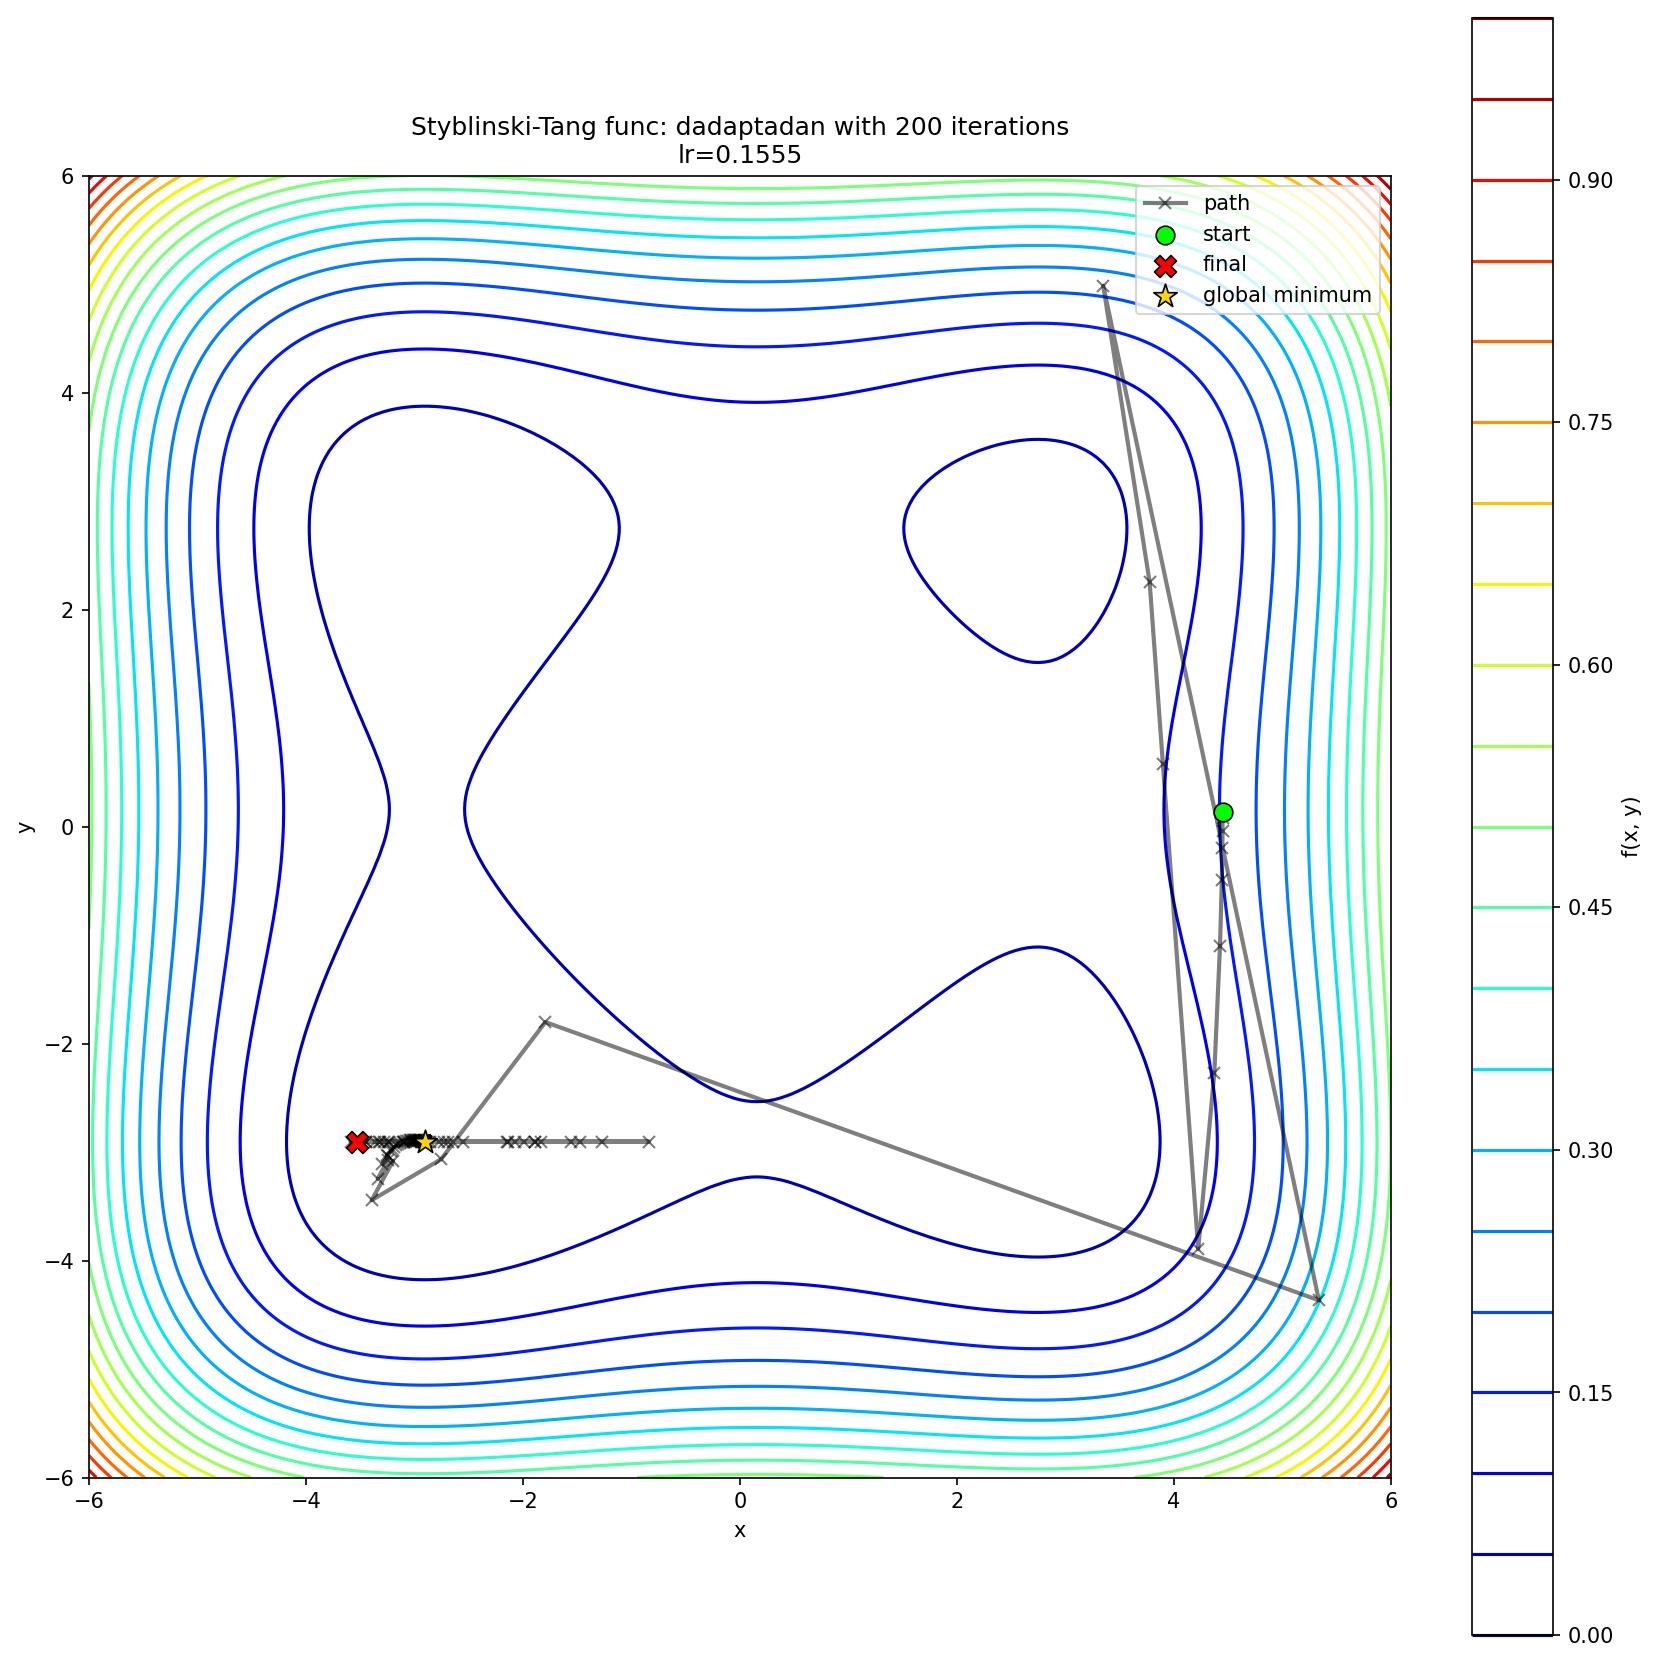 Styblinski-Tang func: dadaptadan with 200 iterations
lr=0.1555
path
start
final
global minimum
6
4
2
0
−2
−4
−6
y
−6
−4
−2
0
2
4
6
x
0.90
0.75
0.60
0.45
0.30
0.15
0.00
f(x, y)